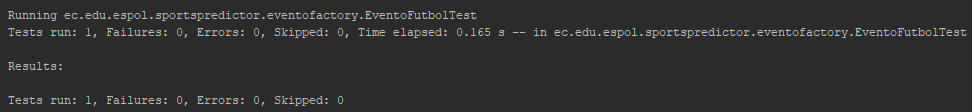 Running ec.edu.espol.sportspredictor.eventofactory.EventoFutbolTest
Tests run: 1, Failures: 0, Errors: 0, Skipped: 0, Time elapsed: 0.165 s -- in ec.edu.espol.sportspredictor.eventofactory.EventoFutbolTest
Results:
Tests run: 1, Failures: 0, Errors: 0, Skipped: 0